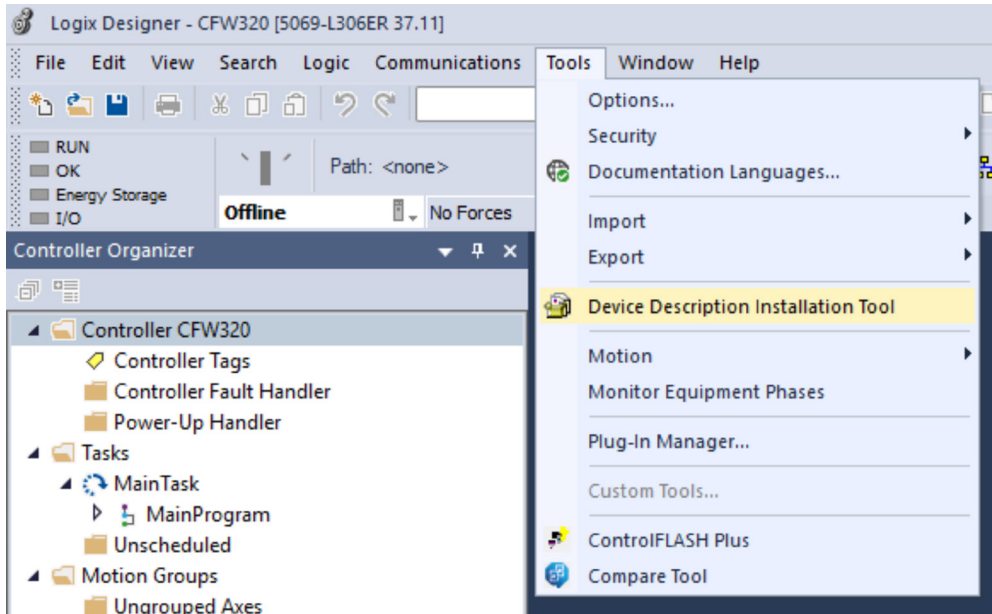 Logix Designer - CFW320 [5069-L306ER 37.11]
File Edit View Search Logic Communications Tools Window Help
RUN
OK
Energy Storage
I/O
Path: <none>
Offline
No Forces
Controller Organizer
Controller CFW320
Controller Tags
Controller Fault Handler
Power-Up Handler
Tasks
MainTask
MainProgram
Unscheduled
Motion Groups
Ungrouped Axes
Options...
Security
Documentation Languages...
Import
Export
Device Description Installation Tool
Motion
Monitor Equipment Phases
Plug-In Manager...
Custom Tools...
ControlFLASH Plus
Compare Tool